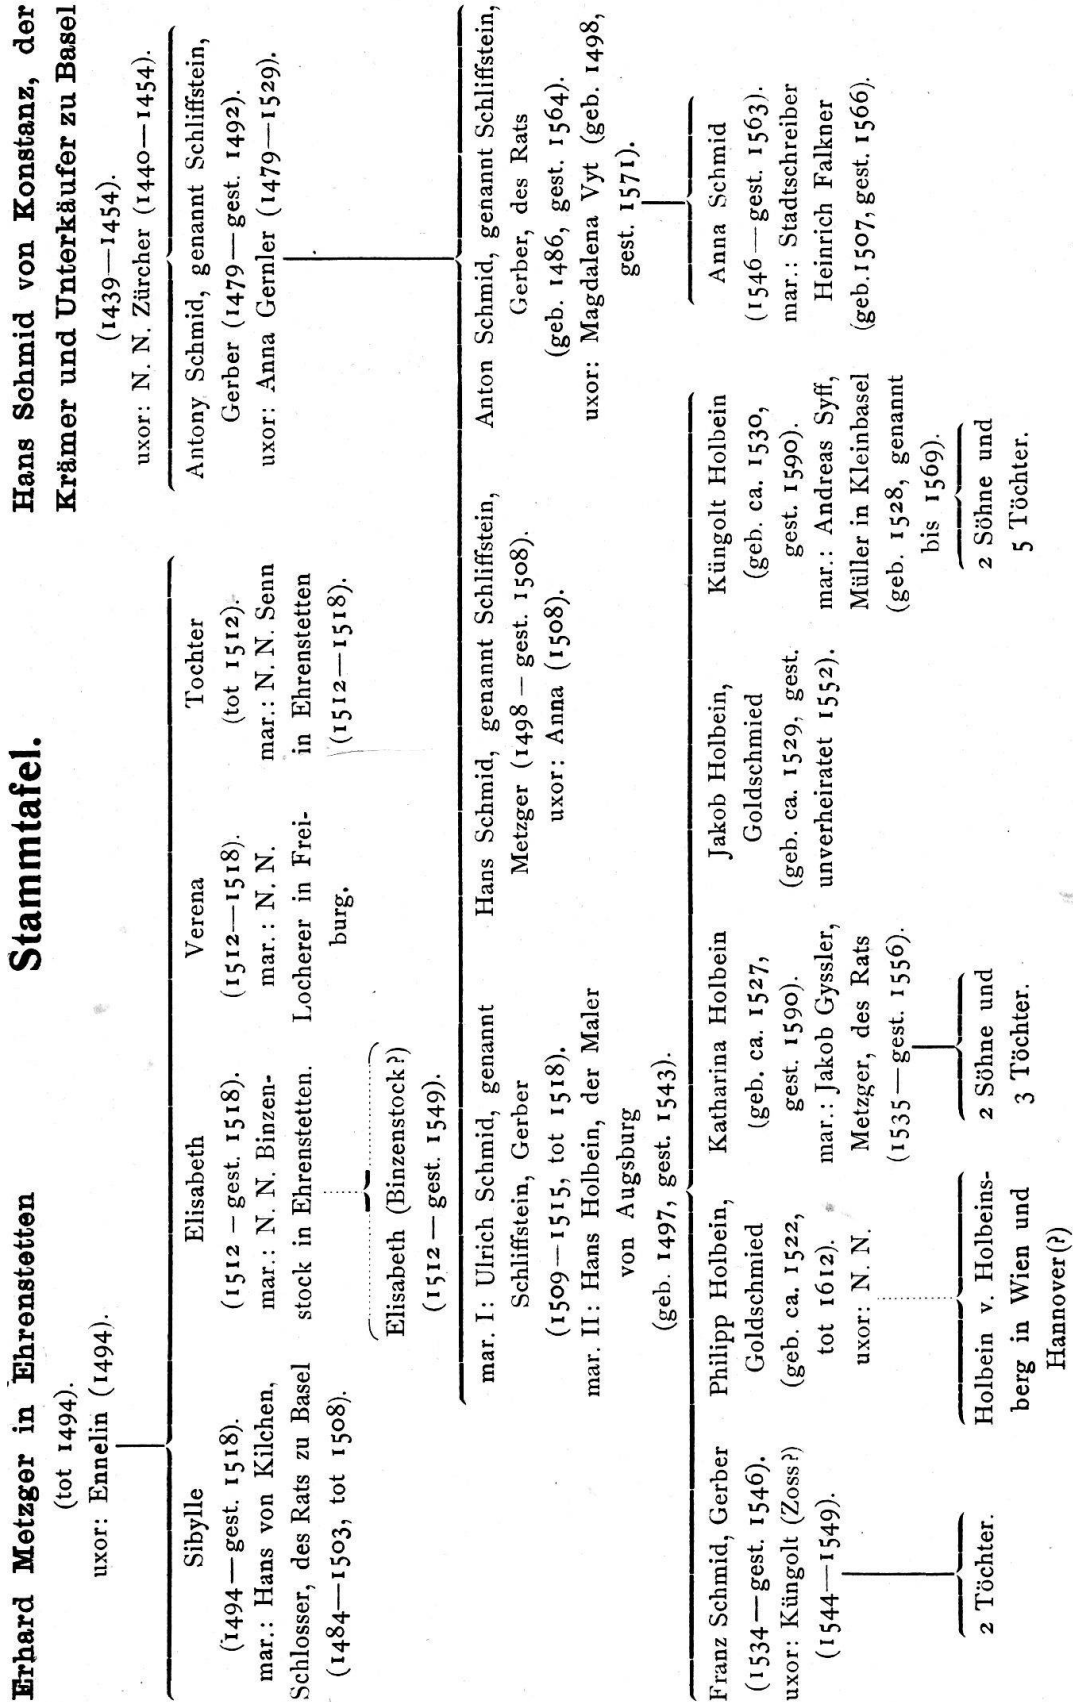 Stammtafel.
Erhard Metzger in Ehrenstetten
(tot 1494).
uxor: Ennelin (1494).
Hans Schmid von Konstanz, der
Krämer und Unterkäufer zu Basel
(1439—1454).
uxor: N. N. Zürcher (1440—1454).
Sibylle
(1494—gest. 1518).
mar.: Hans von Kilchen,
Schlosser, des Rats zu Basel
(1484—1503, tot 1508).
Elisabeth
(1512—gest. 1518).
mar.: N. N. Binzen-
stock in Ehrenstetten.
Elisabeth (Binzenstock?)
(1512—gest. 1549).
Verena
(1512—1518).
mar.: N. N.
Locherer in Frei-
burg.
Tochter
(tot 1512).
mar.: N. N. Senn
in Ehrenstetten
(1512—1518).
Antony Schmid, genannt Schliffstein,
Gerber (1479—gest. 1492).
uxor: Anna Gernler (1479—1529).
mar. I: Ulrich Schmid, genannt
Schliffstein, Gerber
(1509—1515, tot 1518).
mar. II: Hans Holbein, der Maler
von Augsburg
(geb. 1497, gest. 1543).
Hans Schmid, genannt Schliffstein,
Metzger (1498—gest. 1508).
uxor: Anna (1508).
Anton Schmid, genannt Schliffstein,
Gerber, des Rats
(geb. 1486, gest. 1564).
uxor: Magdalena Vyt (geb. 1498,
gest. 1571).
Franz Schmid, Gerber
(1534—gest. 1546).
uxor: Küngolt (Zoss?)
(1544—1549).
2 Töchter.
Philipp Holbein,
Goldschmied
(geb. ca. 1522,
tot 1612).
uxor: N. N.
Holbein v. Holbeins-
berg in Wien und
Hannover(?)
Katharina Holbein
(geb. ca. 1527,
gest. 1590).
mar.: Jakob Gyssler,
Metzger, des Rats
(1535—gest. 1556).
2 Söhne und
3 Töchter.
Jakob Holbein,
Goldschmied
(geb. ca. 1529, gest.
unverheiratet 1552).
Küngolt Holbein
(geb. ca. 1530,
gest. 1590).
mar.: Andreas Syff,
Müller in Kleinbasel
(geb. 1528, genannt
bis 1569).
2 Söhne und
5 Töchter.
Anna Schmid
(1546—gest. 1563).
mar.: Stadtschreiber
Heinrich Falkner
(geb. 1507, gest. 1566).